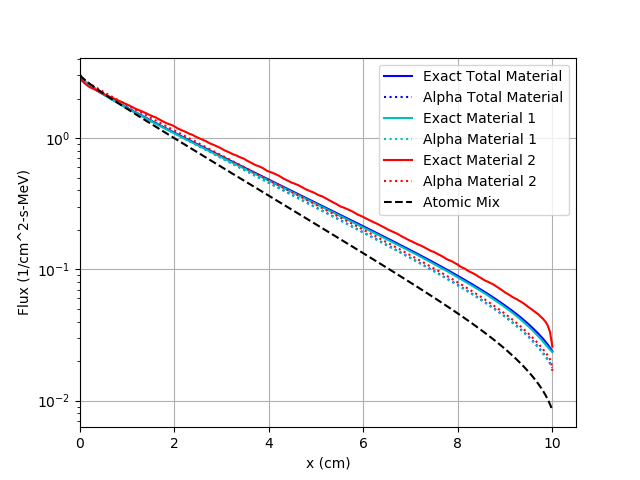 Exact Total Material
Alpha Total Material
Exact Material 1
Alpha Material 1
Exact Material 2
Alpha Material 2
Atomic Mix
Flux (1/cm^2-s-MeV)
10^0
10^−1
10^−2
0 2 4 6 8 10
x (cm)